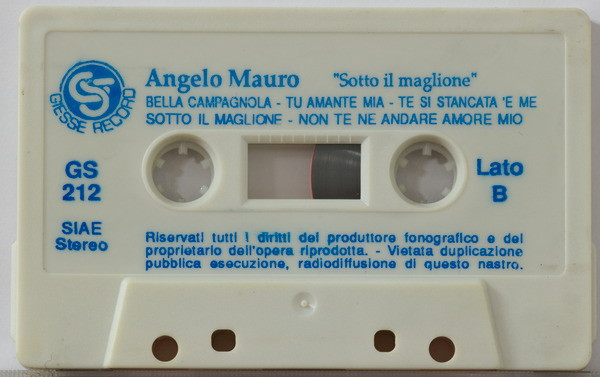 Angelo Mauro "Sotto il maglione"
BELLA CAMPAGNOLA - TU AMANTE MIA - TE SI STANCATA 'E ME
SOTTO IL MAGLIONE - NON TE NE ANDARE AMORE MIO
GS
GIESSE RECORD
GS
212
Lato
B
SIAE
Stereo
Riservati tutti i diritti del produttore fonografico e del
proprietario dell'opera riprodotta. - Vietata duplicazione
pubblica esecuzione, radiodiffusione di questo nastro.